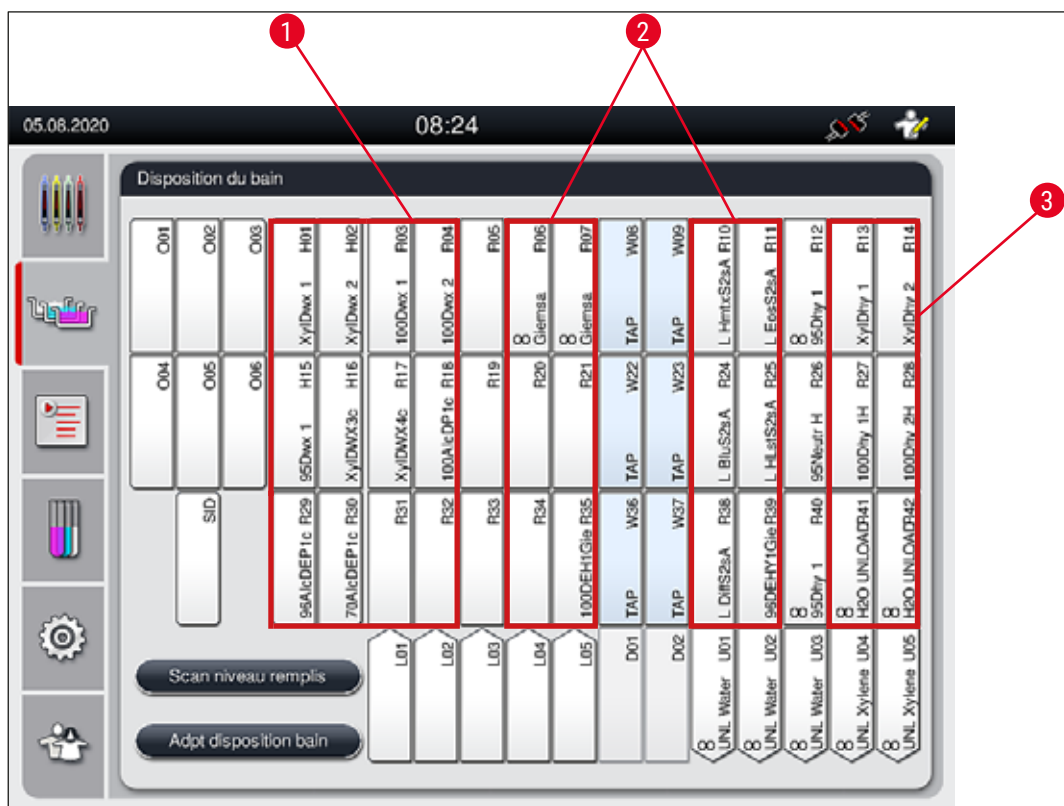 1
2
3
05.08.2020
08:24
Disposition du bain
O01
O02
O03
XylDwx 1 H01
XylDwx 2 H02
100Dwx 1 R03
100Dwx 2 R04
R05
∞ Giemsa R06
∞ Giemsa R07
TAP W08
TAP W09
L HmtxS2sA R10
L EosS2sA R11
∞ 95Dhy 1 R12
XylDhy 1 R13
XylDhy 2 R14
O04
O05
O06
95Dwx 1 H15
XylDWX3c H16
XylDWX4c R17
100AlcDP1c R18
R19
R20
R21
TAP W22
TAP W23
L BluS2sA R24
L HLstS2sA R25
95Neutr H R26
100Dhy 1H R27
100Dhy 2H R28
SID
96AlcDEP1c R29
70AlcDEP1c R30
R31
R32
R33
R34
100DEH1Gie R35
TAP W36
TAP W37
L DiffS2sA R38
96DEHY1Gie R39
∞ 95Dhy 1 R40
∞ H2O UNLOAD R41
∞ H2O UNLOAD R42
L01
L02
L03
L04
L05
D01
D02
∞ UNL Water U01
∞ UNL Water U02
∞ UNL Water U03
∞ UNL Xylene U04
∞ UNL Xylene U05
Scan niveau remplis
Adpt disposition bain